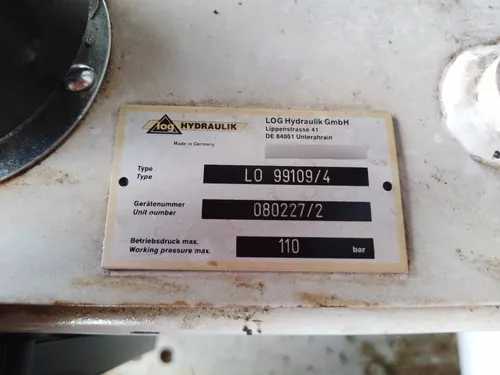 log HYDRAULIK
Made in Germany
LOG Hydraulik GmbH
Lippenstrasse 41
DE 84051 Unterahrain
Type
Type
LO 99109/4
Gerätenummer
Unit number
080227/2
Betriebsdruck max.
Working pressure max.
110
bar